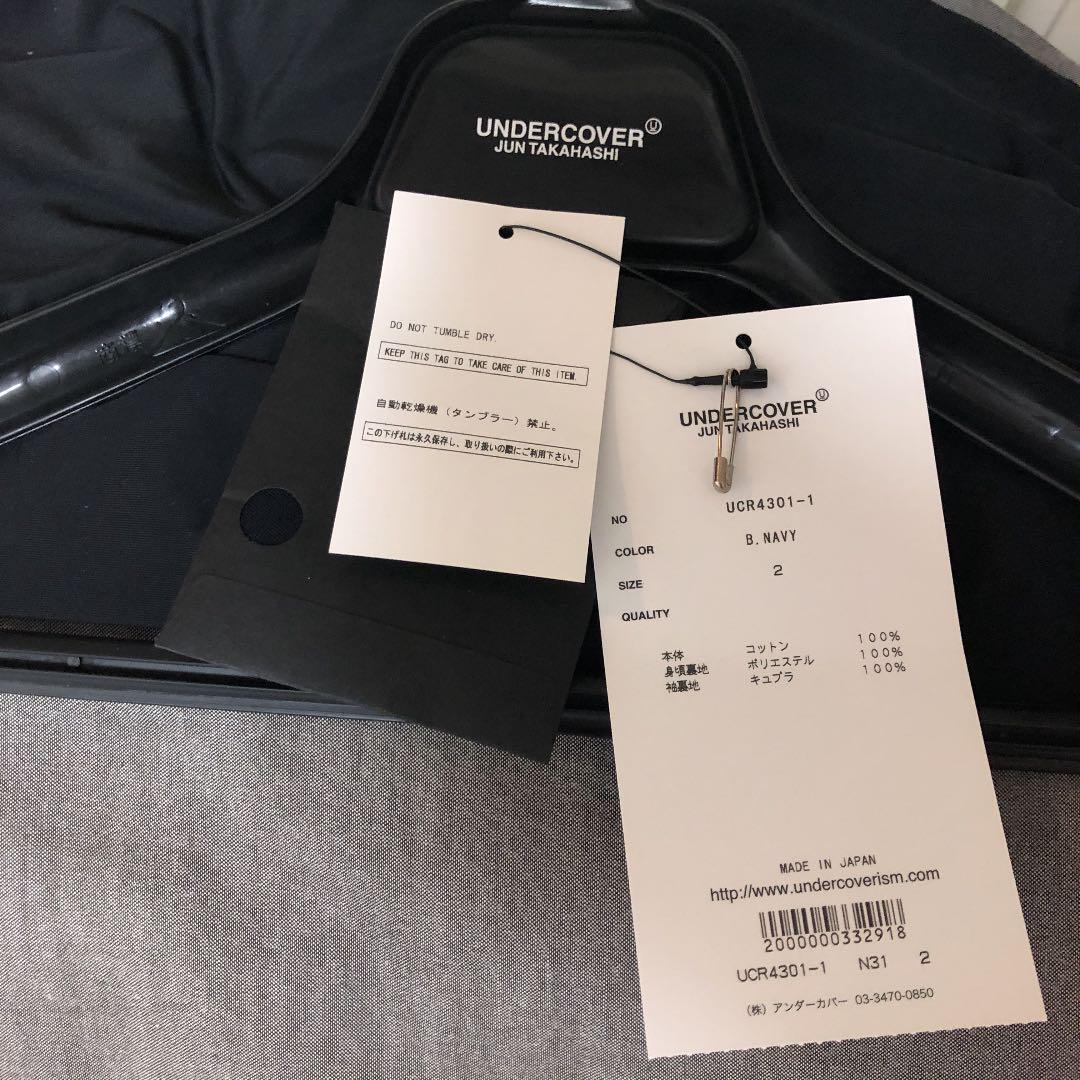 UNDERCOVER
JUN TAKAHASHI
DO NOT TUMBLE DRY.
KEEP THIS TAG TO TAKE CARE OF THIS ITEM.
自動乾燥機（タンブラー）禁止。
この下げ札は永久保存し、取り扱いの際にご利用下さい。
UNDERCOVER
JUN TAKAHASHI
NO UCR4301-1
COLOR B.NAVY
SIZE 2
QUALITY
本体 コットン 100%
身頃裏地 ポリエステル 100%
袖裏地 キュプラ 100%
MADE IN JAPAN
http://www.undercoverism.com
2000000332918
UCR4301-1 N31 2
（株）アンダーカバー 03-3470-0850